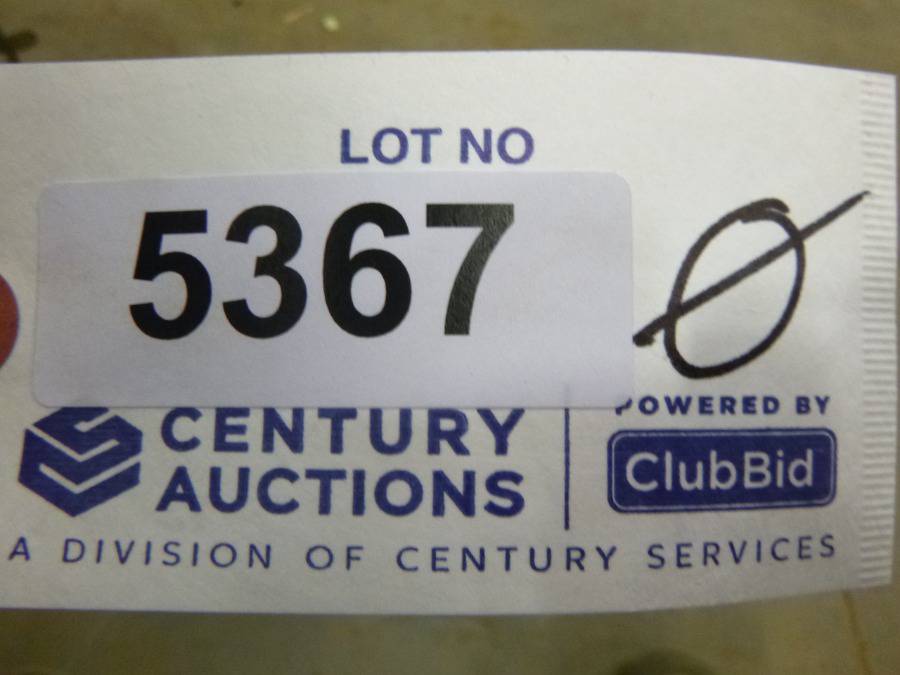 LOT NO
5367 Ø
CENTURY
AUCTIONS
POWERED BY
ClubBid
A DIVISION OF CENTURY SERVICES